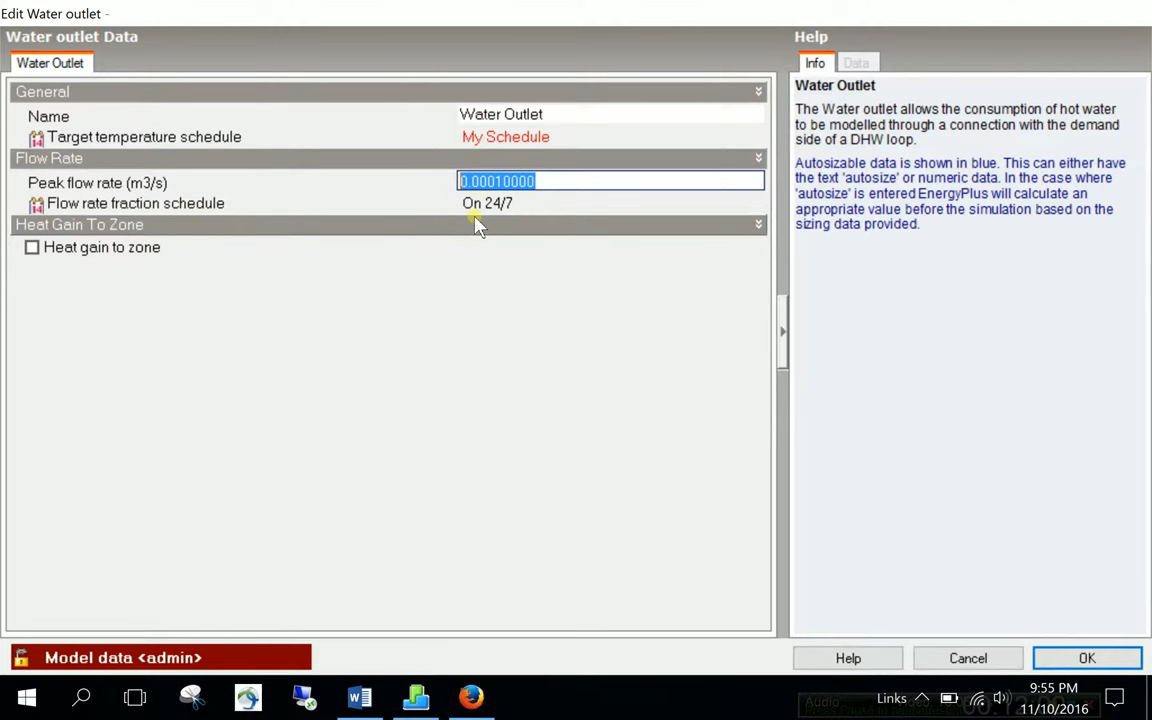 Edit Water outlet -
Water outlet Data
Water Outlet
General
Name
Water Outlet
Target temperature schedule
My Schedule
Flow Rate
Peak flow rate (m3/s)
0.00010000
Flow rate fraction schedule
On 24/7
Heat Gain To Zone
Heat gain to zone
Help
Info
Data
Water Outlet
The Water outlet allows the consumption of hot water
to be modelled through a connection with the demand
side of a DHW loop.
Autosizable data is shown in blue. This can either have
the text 'autosize' or numeric data. In the case where
'autosize' is entered EnergyPlus will calculate an
appropriate value before the simulation based on the
sizing data provided.
Model data <admin>
Help
Cancel
OK
Links
9:55 PM
11/10/2016
Audio